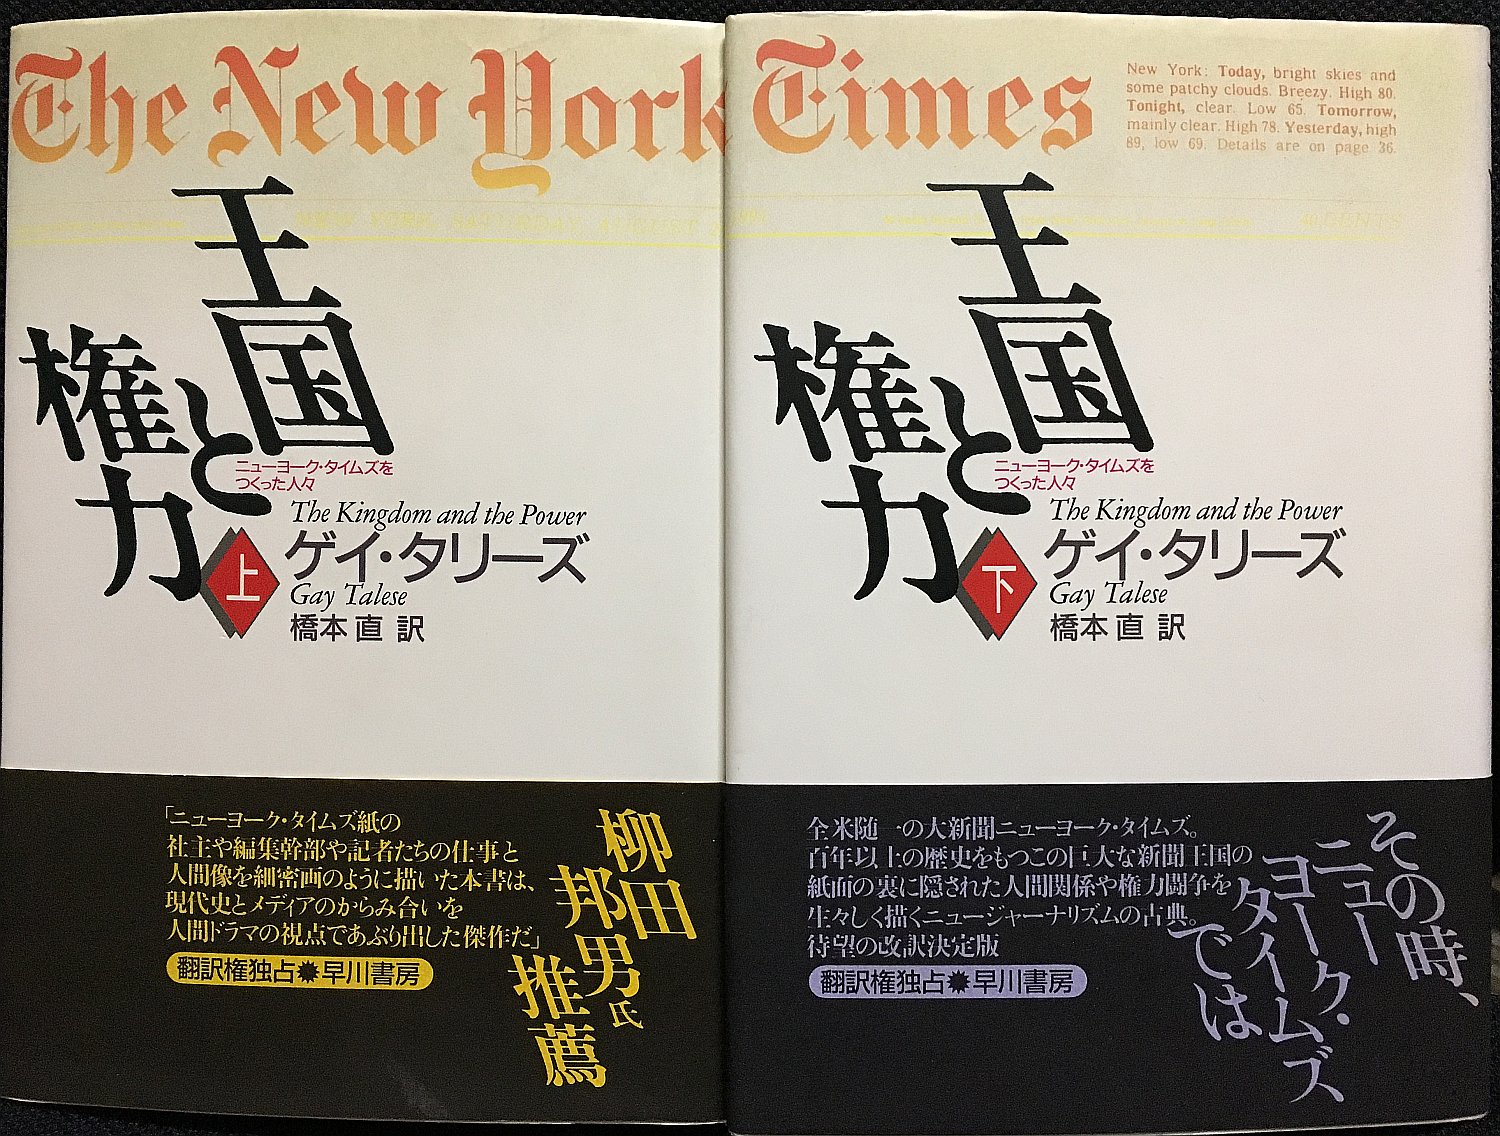 The New York
王国と
権力
ニューヨーク・タイムズを
つくった人々
The Kingdom and the Power
上
ゲイ・タリーズ
Gay Talese
橋本 直 訳
「ニューヨーク・タイムズ紙の
社主や編集幹部や記者たちの仕事と
人間像を細密画のように描いた本書は、
現代史とメディアのからみ合いを
人間ドラマの視点であぶり出した傑作だ」
翻訳権独占 早川書房
柳田
邦男氏
推薦
Times
New York: Today, bright skies and
some patchy clouds. Breezy. High 80.
Tonight, clear. Low 65. Tomorrow,
mainly clear. High 78. Yesterday, high
89, low 69. Details are on page 36.
王国と
権力
ニューヨーク・タイムズを
つくった人々
The Kingdom and the Power
下
ゲイ・タリーズ
Gay Talese
橋本 直 訳
全米随一の大新聞ニューヨーク・タイムズ。
百年以上の歴史をもつこの巨大な新聞王国の
紙面の裏に隠された人間関係や権力闘争を
生々しく描くニュージャーナリズムの古典。
待望の改訳決定版
翻訳権独占 早川書房
その時、
ニュー
ヨーク・
タイムズ
では